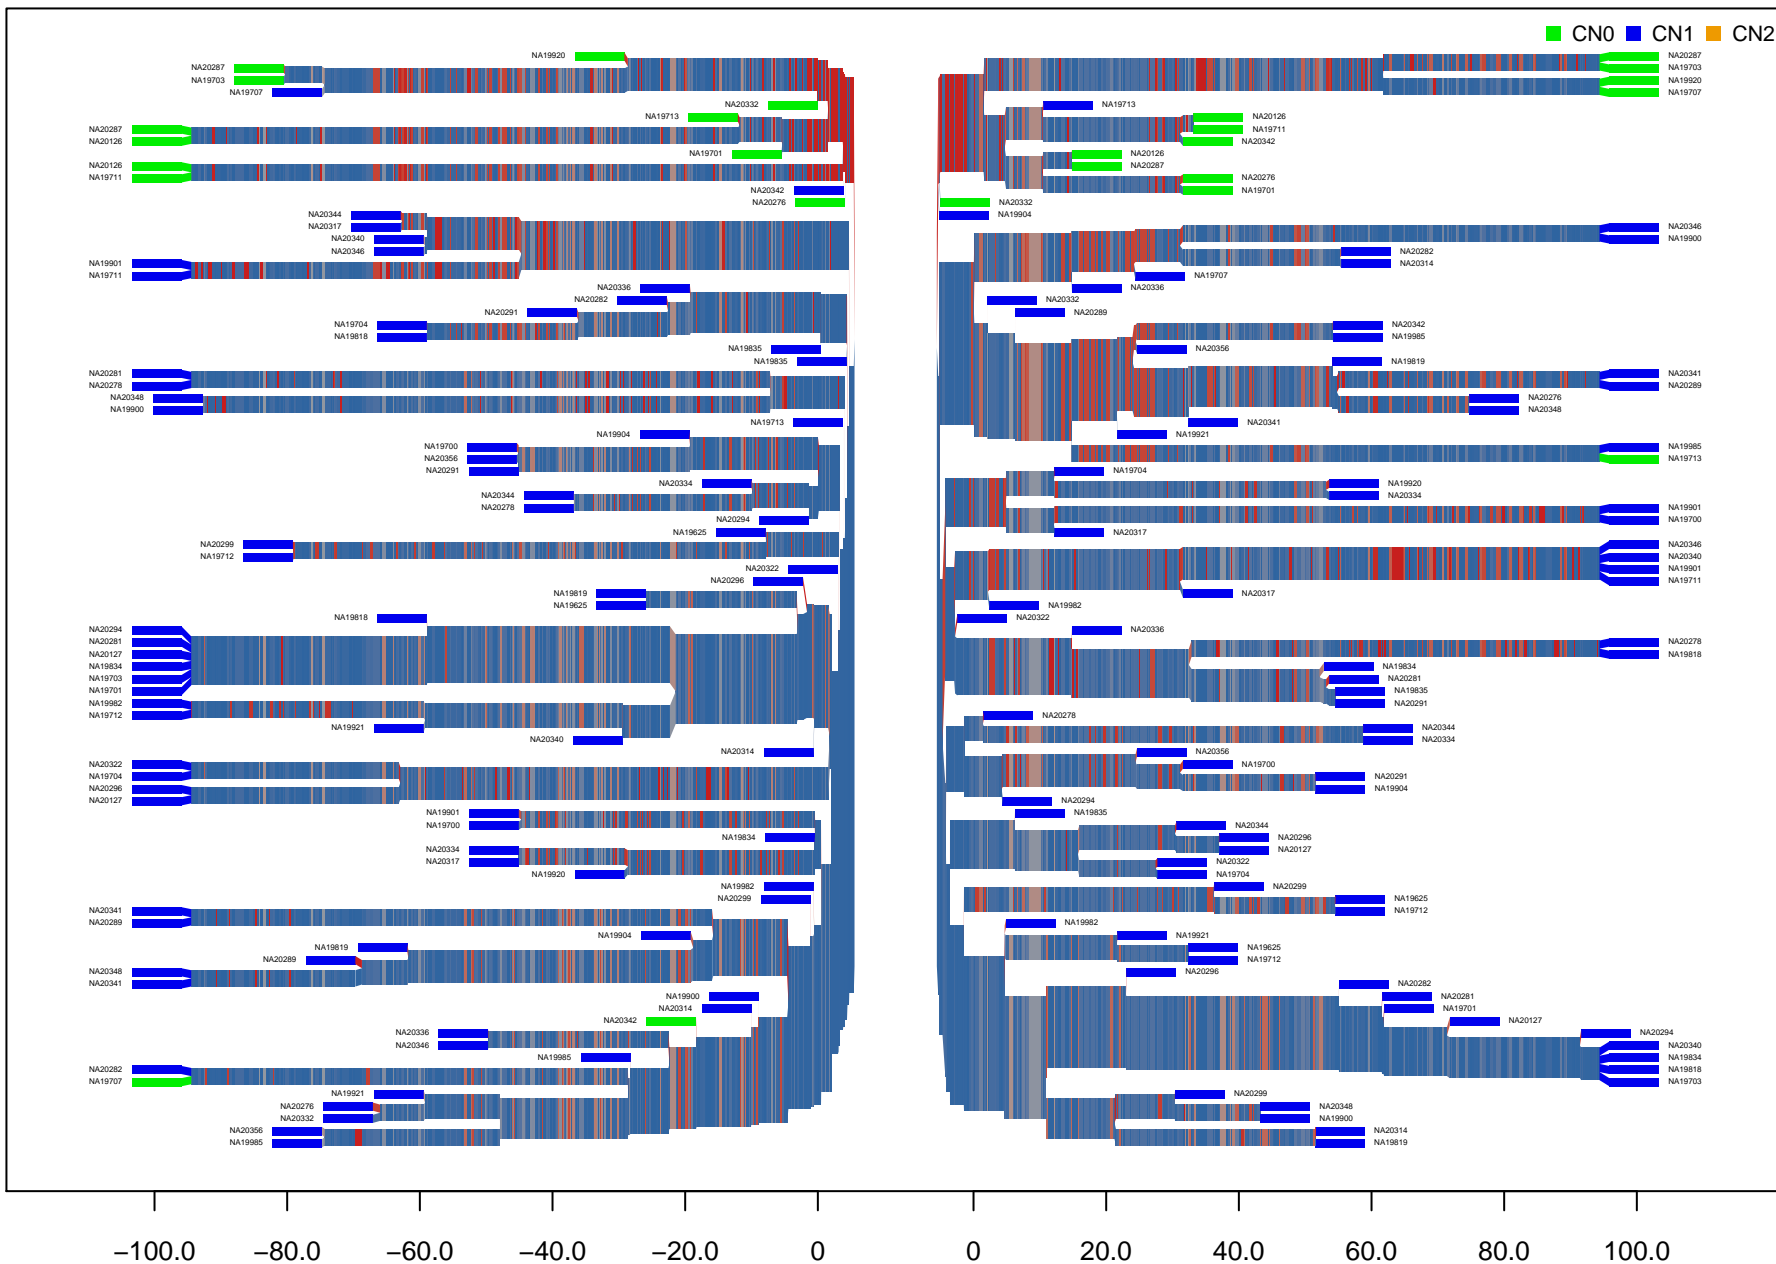 CN0 CN1 CN2
NA19920
NA20287
NA19703
NA19707
NA20332
NA19713
NA20287
NA20126
NA19701
NA20126
NA19711
NA20342
NA20276
NA20344
NA20317
NA20340
NA20346
NA19901
NA19711
NA20336
NA20282
NA20291
NA19704
NA19818
NA19835
NA19835
NA20281
NA20278
NA20348
NA19900
NA19713
NA19904
NA19700
NA20356
NA20291
NA20334
NA20344
NA20278
NA20294
NA19625
NA20299
NA19712
NA20322
NA20296
NA19819
NA19625
NA19818
NA20294
NA20281
NA20127
NA19834
NA19703
NA19701
NA19982
NA19712
NA19921
NA20340
NA20314
NA20322
NA19704
NA20296
NA20127
NA19901
NA19700
NA19834
NA20334
NA20317
NA19920
NA19982
NA20299
NA20341
NA20289
NA19904
NA19819
NA20289
NA20348
NA20341
NA19900
NA20314
NA20342
NA20336
NA20346
NA19985
NA20282
NA19707
NA19921
NA20276
NA20332
NA20356
NA19985
NA20287
NA19703
NA19920
NA19707
NA19713
NA20126
NA19711
NA20342
NA20126
NA20287
NA20276
NA19701
NA20332
NA19904
NA20346
NA19900
NA20282
NA20314
NA19707
NA20336
NA20332
NA20289
NA20342
NA19985
NA20356
NA19819
NA20341
NA20289
NA20276
NA20348
NA20341
NA19921
NA19985
NA19713
NA19704
NA19920
NA20334
NA19901
NA19700
NA20317
NA20346
NA20340
NA19901
NA19711
NA20317
NA19982
NA20322
NA20336
NA20278
NA19818
NA19834
NA20281
NA19835
NA20291
NA20278
NA20344
NA20334
NA20356
NA19700
NA20291
NA19904
NA20294
NA19835
NA20344
NA20296
NA20127
NA20322
NA19704
NA20299
NA19625
NA19712
NA19982
NA19921
NA19625
NA19712
NA20296
NA20282
NA20281
NA19701
NA20127
NA20294
NA20340
NA19834
NA19818
NA19703
NA20299
NA20348
NA19900
NA20314
NA19819
−100.0 −80.0 −60.0 −40.0 −20.0 0 0 20.0 40.0 60.0 80.0 100.0